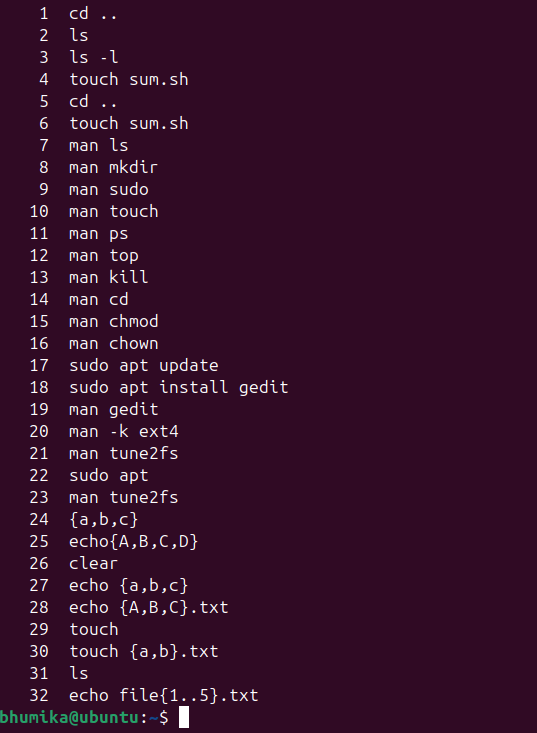 1 cd ..
2 ls
3 ls -l
4 touch sum.sh
5 cd ..
6 touch sum.sh
7 man ls
8 man mkdir
9 man sudo
10 man touch
11 man ps
12 man top
13 man kill
14 man cd
15 man chmod
16 man chown
17 sudo apt update
18 sudo apt install gedit
19 man gedit
20 man -k ext4
21 man tune2fs
22 sudo apt
23 man tune2fs
24 {a,b,c}
25 echo{A,B,C,D}
26 clear
27 echo {a,b,c}
28 echo {A,B,C}.txt
29 touch
30 touch {a,b}.txt
31 ls
32 echo file{1..5}.txt
bhumika@ubuntu:~$